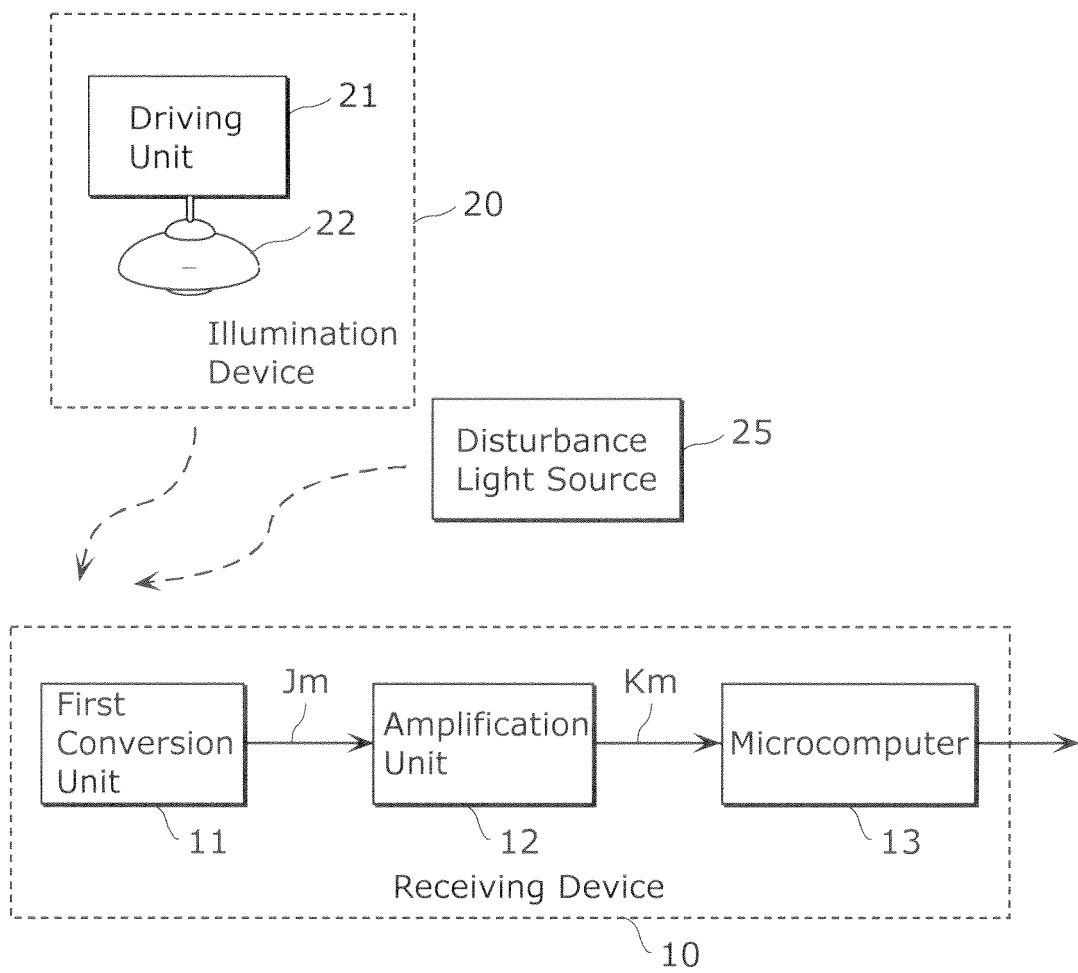 21
Driving
Unit
20
22
Illumination
Device
25
Disturbance
Light Source
Jm
Km
First
Conversion
Unit
Amplification
Unit
Microcomputer
11
12
13
Receiving Device
10